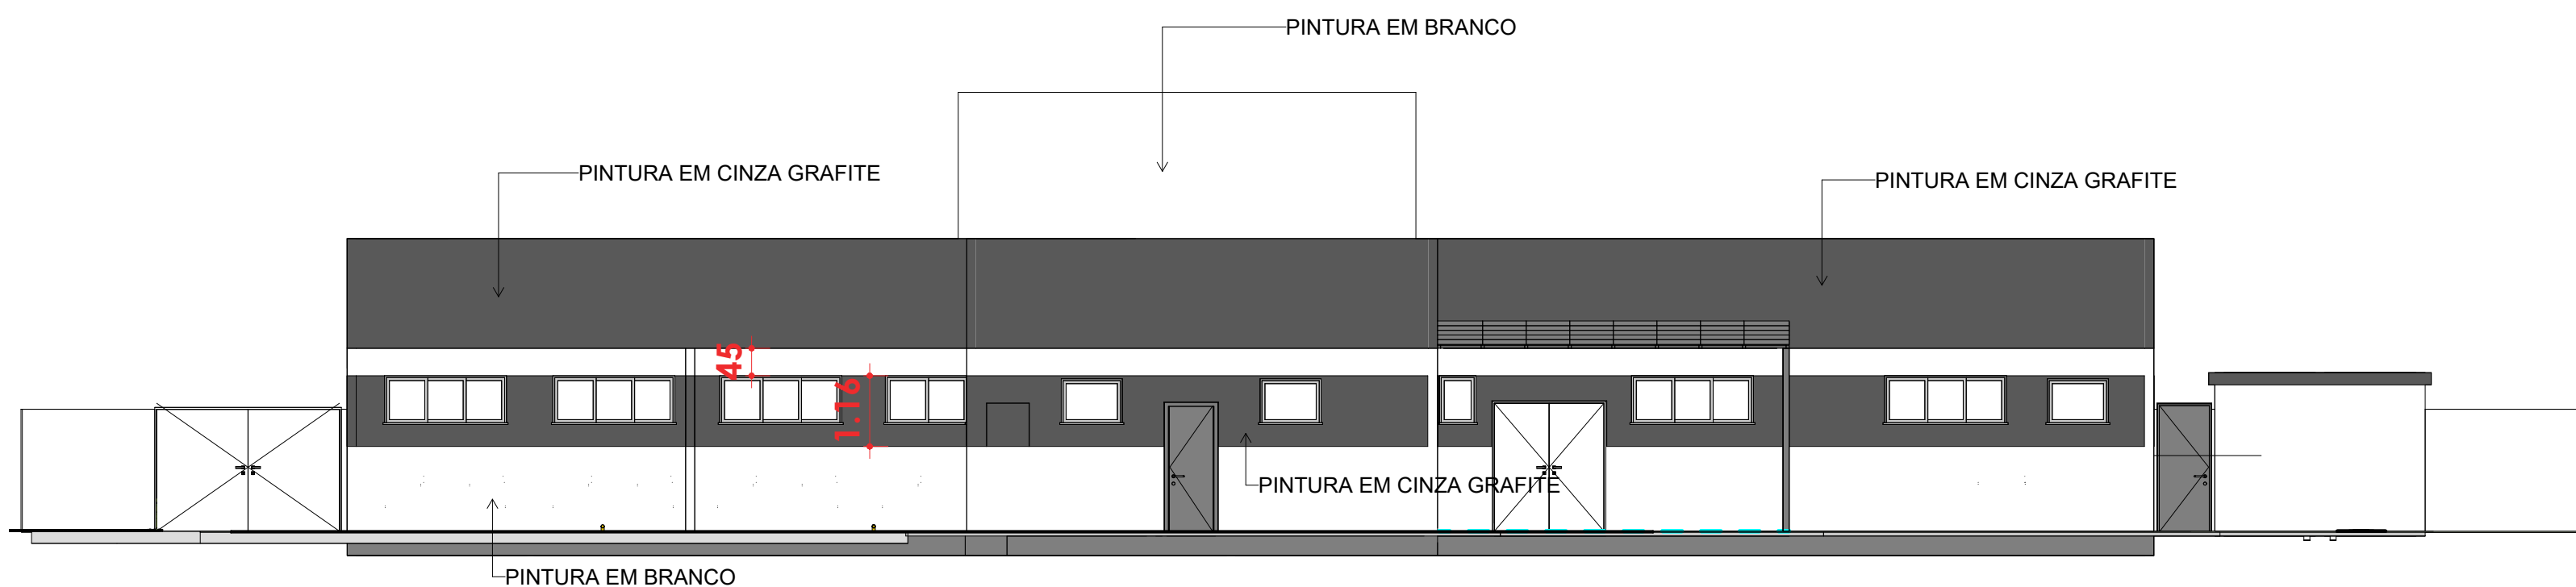 PINTURA EM BRANCO
PINTURA EM CINZA GRAFITE
PINTURA EM CINZA GRAFITE
45
1.16
PINTURA EM CINZA GRAFITE
PINTURA EM BRANCO